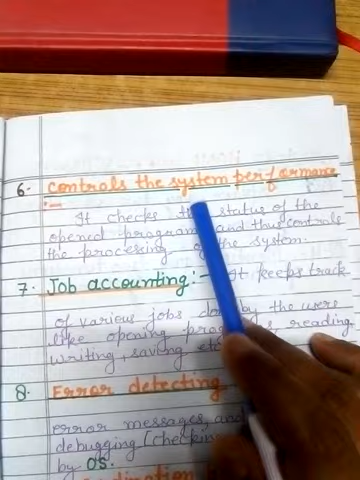 6. Controls the system performance
:- It checks the status of the
opened program and thus controls
the processing of the system.
7. Job accounting :- It keeps track
of various jobs done by the users
like opening programs, reading,
writing, saving etc
8. Error detecting
error messages, and
debugging (checking
by OS.